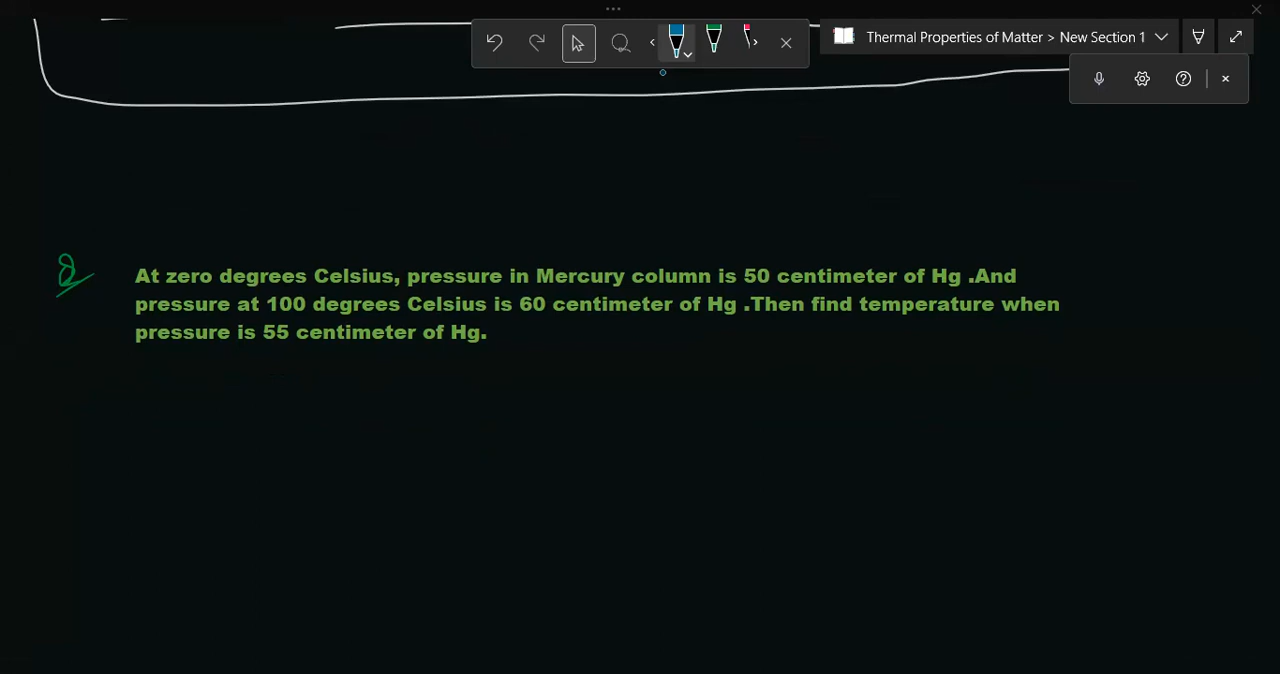 Thermal Properties of Matter > New Section 1
At zero degrees Celsius, pressure in Mercury column is 50 centimeter of Hg .And
pressure at 100 degrees Celsius is 60 centimeter of Hg .Then find temperature when
pressure is 55 centimeter of Hg.